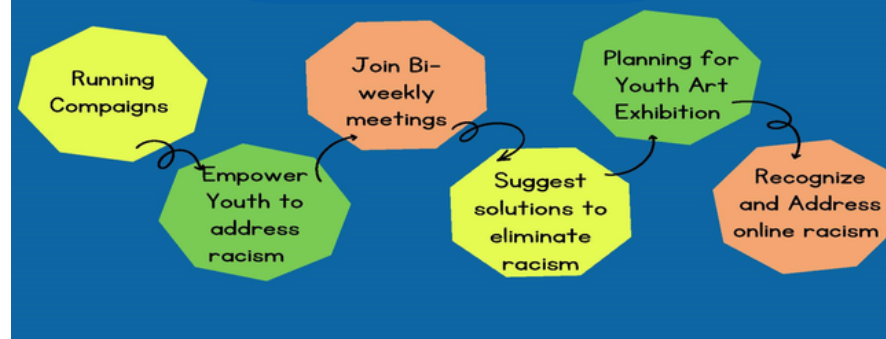 Running
Compaigns
Empower
Youth to
address
racism
Join Bi-
weekly
meetings
Suggest
solutions to
eliminate
racism
Planning for
Youth Art
Exhibition
Recognize
and Address
online racism